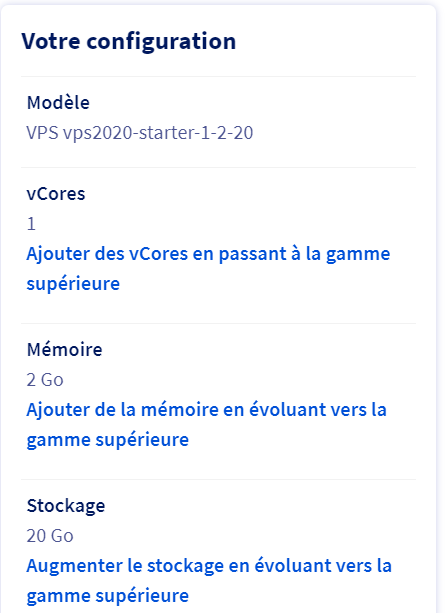 Votre configuration
Modèle
VPS vps2020-starter-1-2-20
vCores
1
Ajouter des vCores en passant à la gamme
supérieure
Mémoire
2 Go
Ajouter de la mémoire en évoluant vers la
gamme supérieure
Stockage
20 Go
Augmenter le stockage en évoluant vers la
gamme supérieure